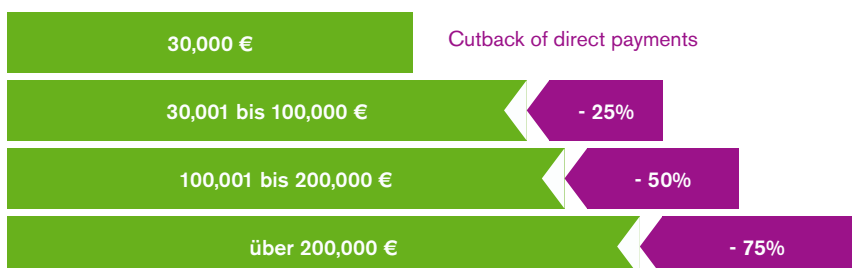 30,000 €
Cutback of direct payments
30,001 bis 100,000 €
- 25%
100,001 bis 200,000 €
- 50%
über 200,000 €
- 75%